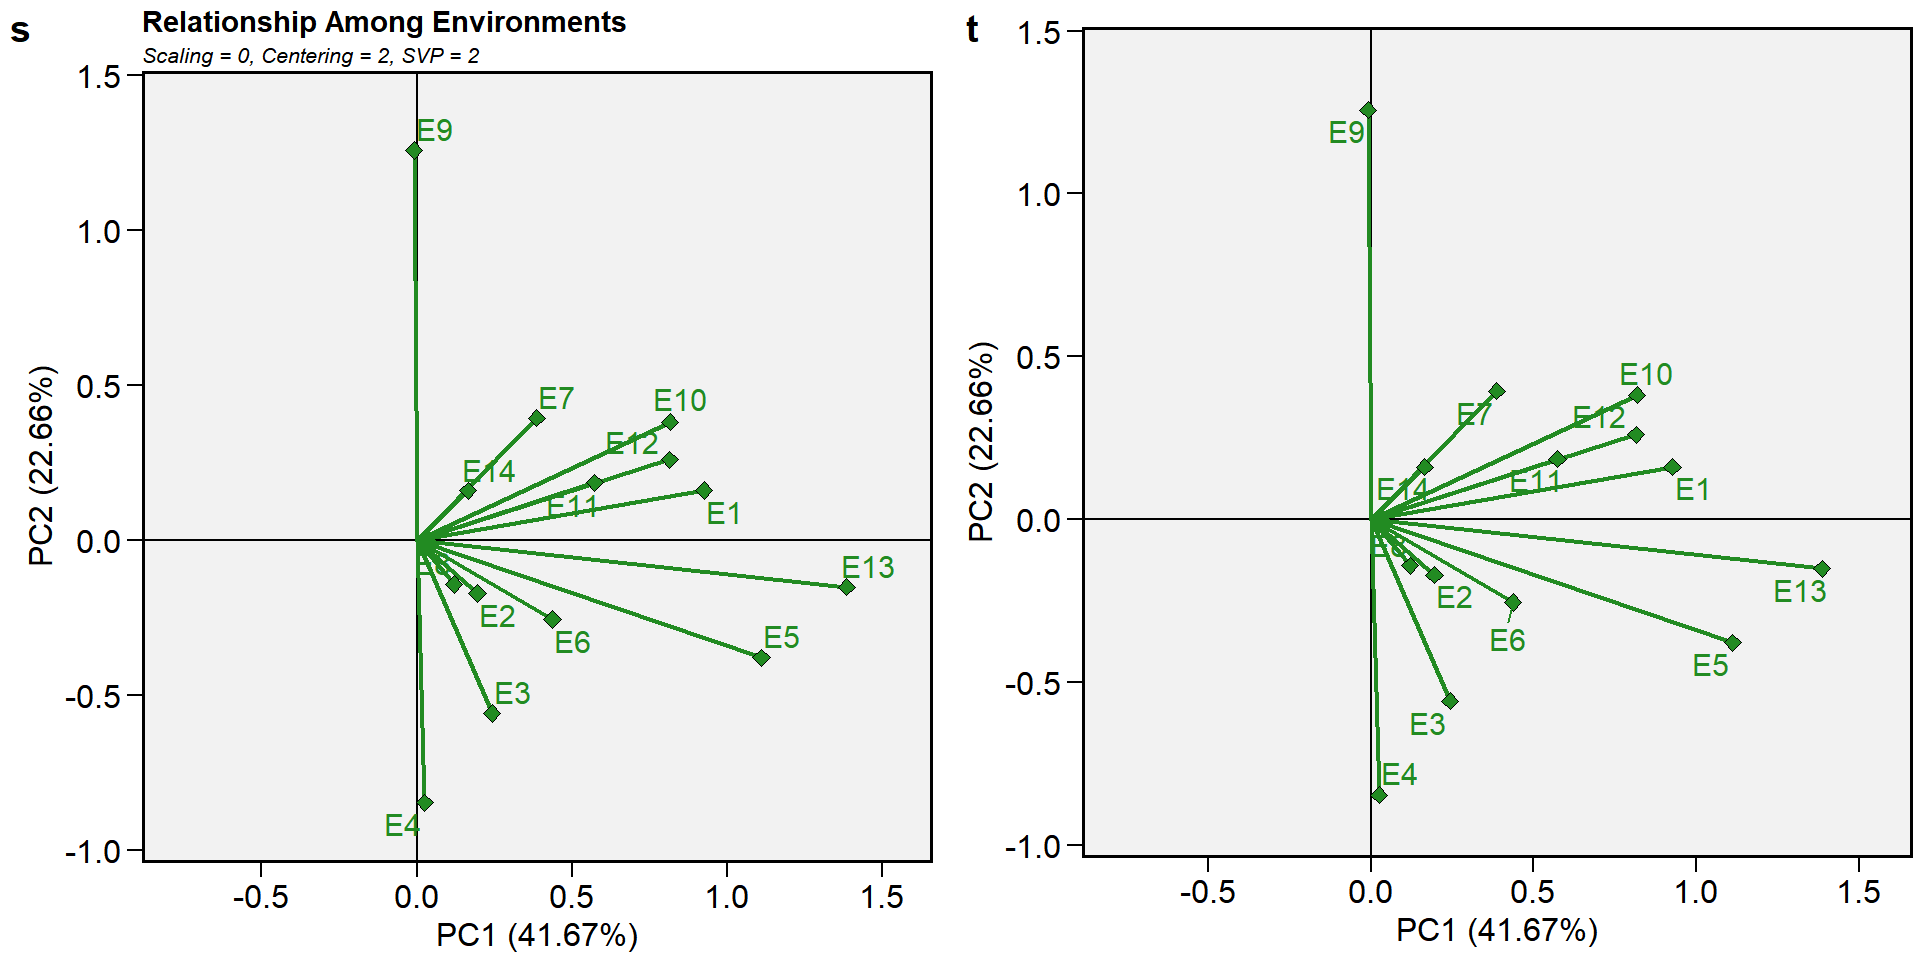 s
Relationship Among Environments
Scaling = 0, Centering = 2, SVP = 2
1.5
1.0
0.5
0.0
-0.5
-1.0
PC2 (22.66%)
E9
E7
E10
E12
E14
E11
E1
E8
E13
E2
E6
E5
E3
E4
-0.5
0.0
0.5
1.0
1.5
PC1 (41.67%)
t
1.5
1.0
0.5
0.0
-0.5
-1.0
PC2 (22.66%)
E9
E10
E7
E12
E14
E11
E1
E8
E13
E2
E6
E5
E3
E4
-0.5
0.0
0.5
1.0
1.5
PC1 (41.67%)